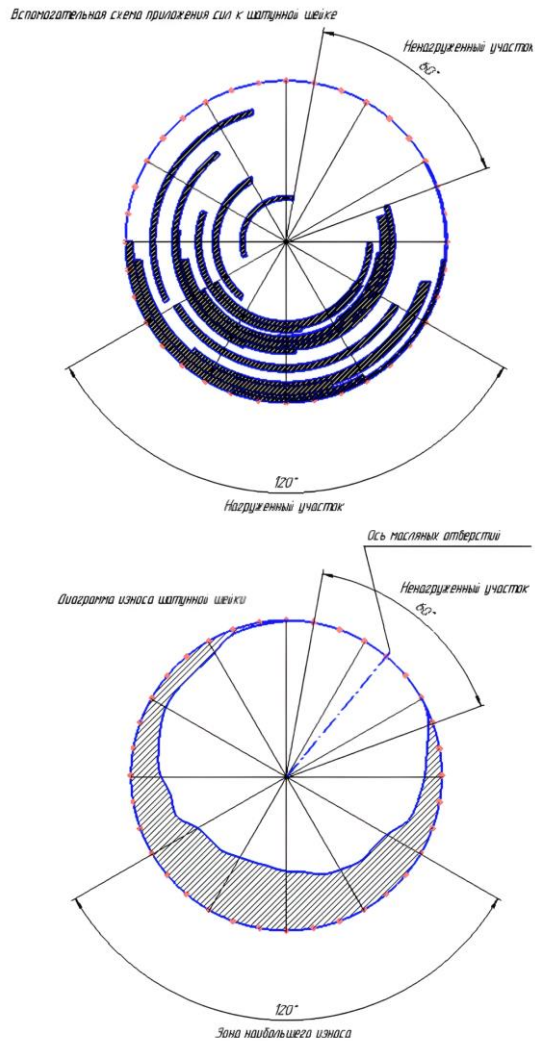 Вспомогательная схема приложения сил к шатунной шейке
Ненагруженный участок
60°
120°
Нагруженный участок
Ось масляных отверстий
Диаграмма износа шатунной шейки
Ненагруженный участок
60°
120°
Зона наибольшего износа